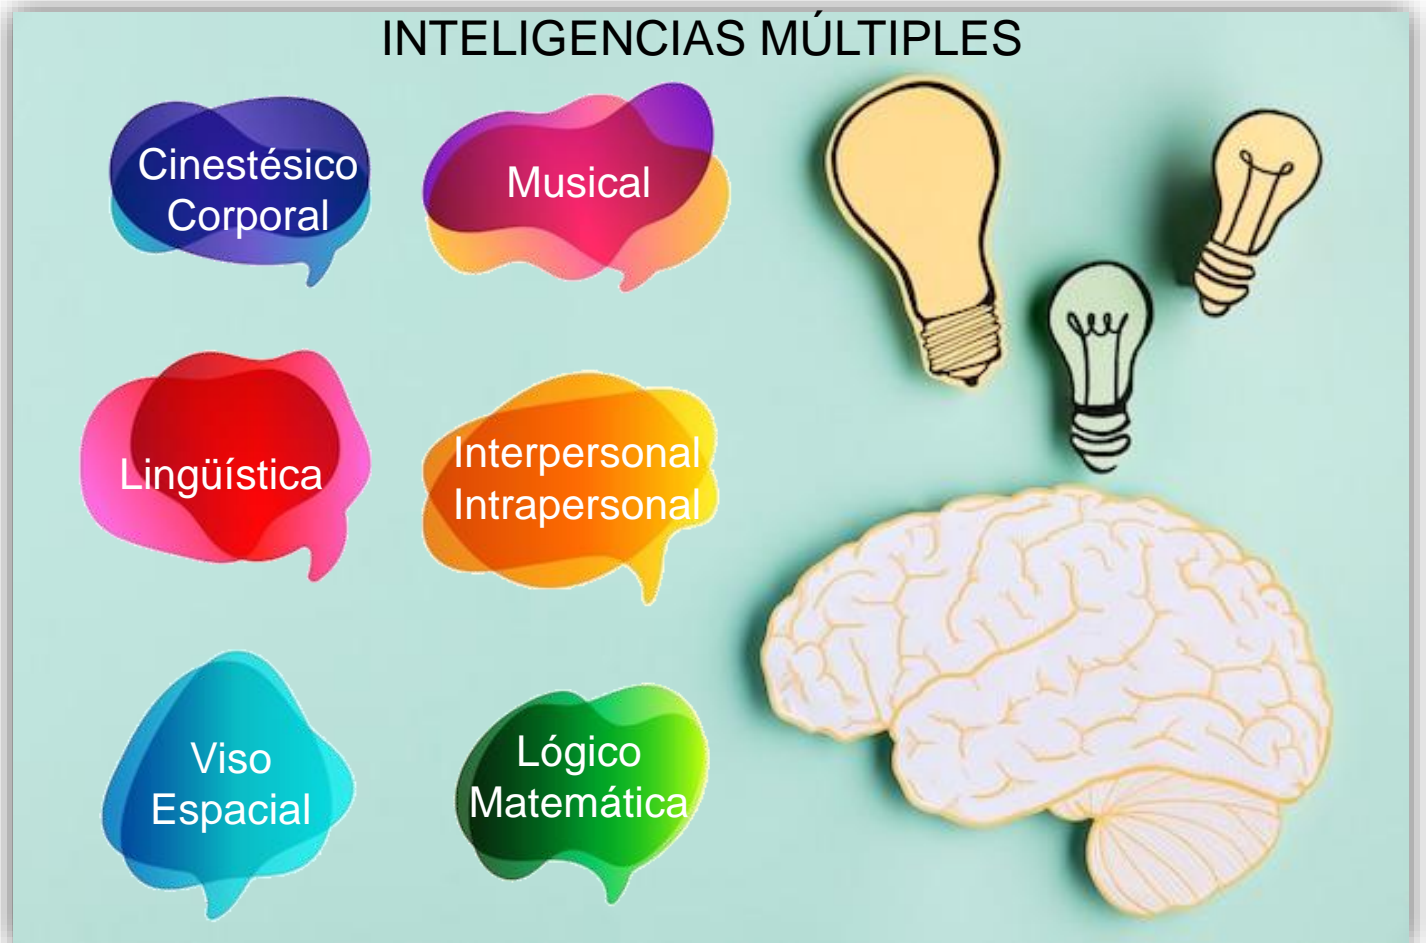 INTELIGENCIAS MÚLTIPLES
Cinestésico
Corporal
Musical
Lingüística
Interpersonal
Intrapersonal
Viso
Espacial
Lógico
Matemática